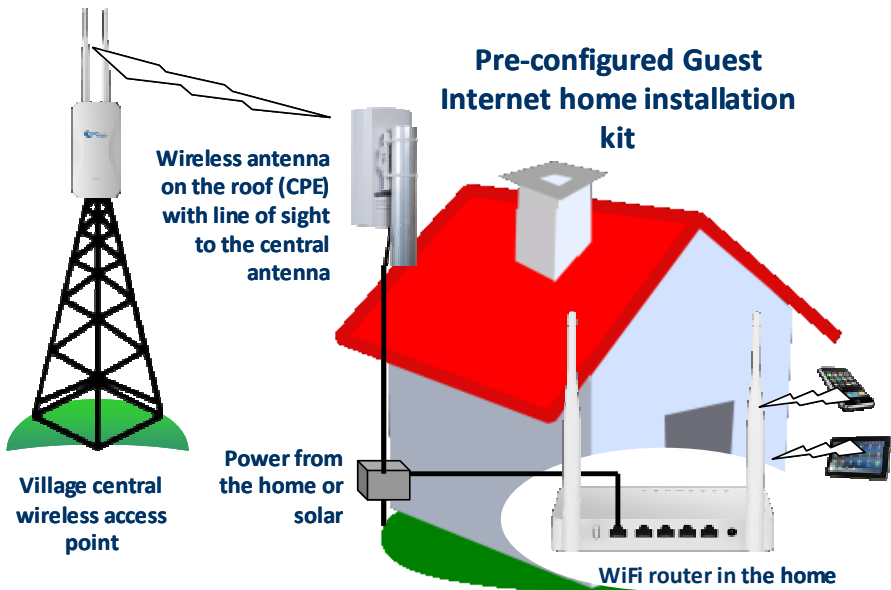 Pre-configured Guest
Internet home installation
kit
Wireless antenna
on the roof (CPE)
with line of sight
to the central
antenna
Power from
the home or
solar
Village central
wireless access
point
WiFi router in the home